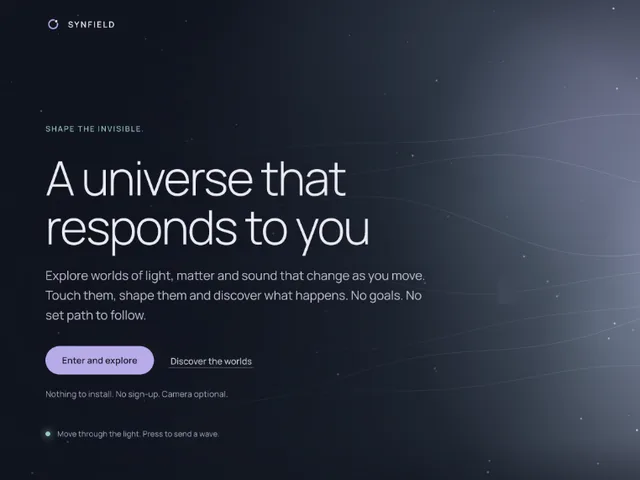 SYNFIELD
SHAPE THE INVISIBLE.
A universe that
responds to you
Explore worlds of light, matter and sound that change as you move.
Touch them, shape them and discover what happens. No goals. No
set path to follow.
Enter and explore
Discover the worlds
Nothing to install. No sign-up. Camera optional.
Move through the light. Press to send a wave.